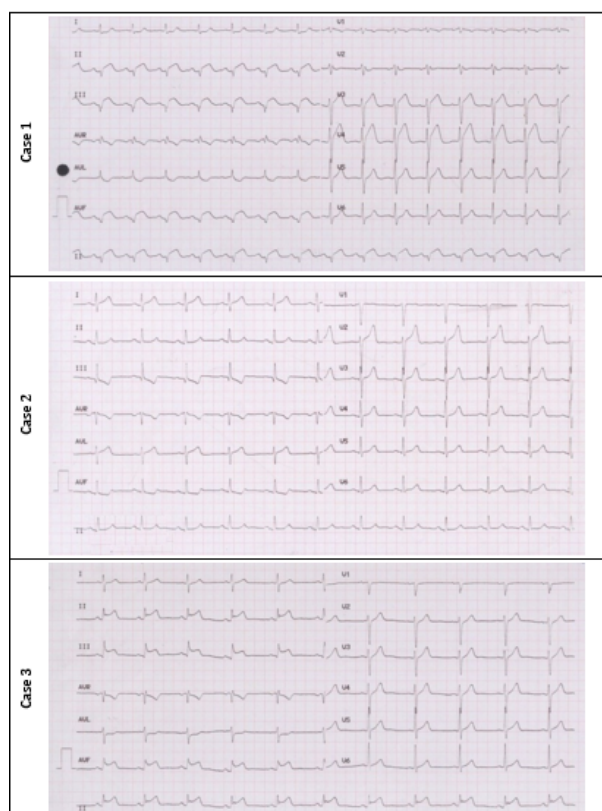 Case 1
I V1
II V2
III V3
AVR V4
AVL V5
AVF V6
II
Case 2
I V1
II V2
III V3
AVR V4
AVL V5
AVF V6
II
Case 3
I V1
II V2
III V3
AVR V4
AVL V5
AVF V6
II